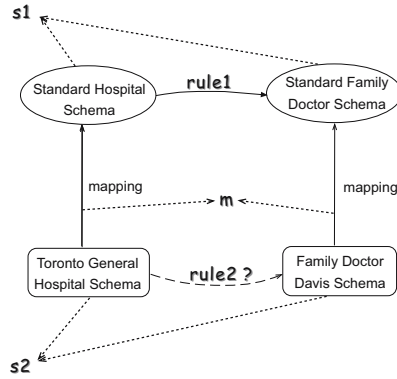 s1
Standard Hospital
Schema
rule1
Standard Family
Doctor Schema
mapping
mapping
m
Toronto General
Hospital Schema
rule2 ?
Family Doctor
Davis Schema
s2